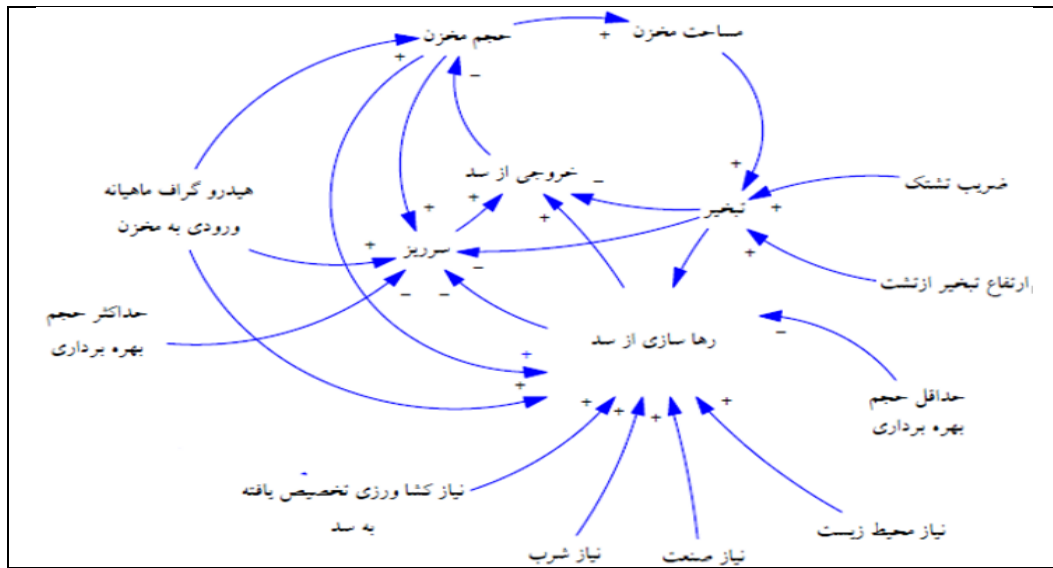 حجم مخزن
مساحت مخزن
+
+
−
خروجی از سد
هیدرو گراف ماهیانه
ورودی به مخزن
ضریب تشتک
تبخیر
+
+
+
−
+
+
+
سرریز
+
−
−
−
ارتفاع تبخیر ازتشت
حداکثر حجم
بهره برداری
رها سازی از سد
−
حداقل حجم
بهره برداری
+
+
+
+
+
+
نیاز کشا ورزی تخصیص یافته
به سد
نیاز شرب
نیاز صنعت
نیاز محیط زیست